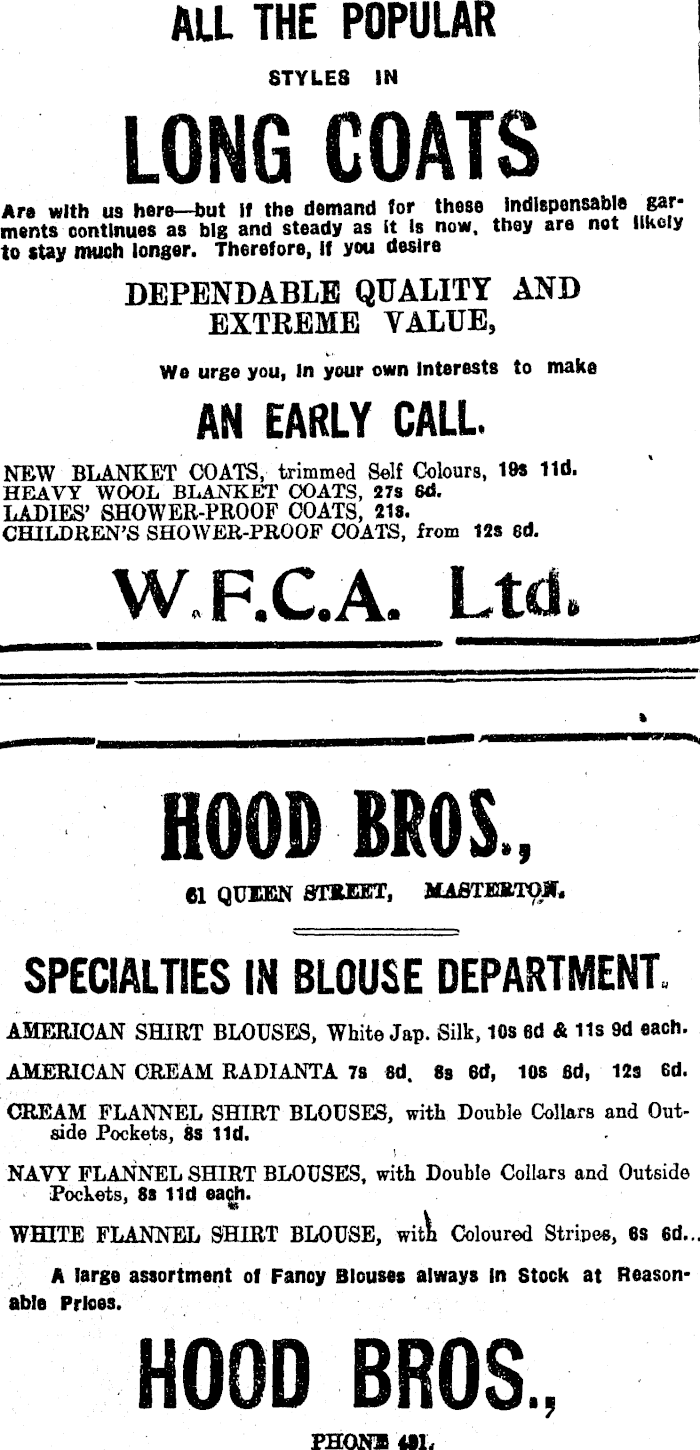 ALL THE POPULAR
STYLES IN
LONG COATS
Are with us here—but if the demand for these indispensable gar-
ments continues as big and steady as it is now, they are not likely
to stay much longer. Therefore, if you desire
DEPENDABLE QUALITY AND
EXTREME VALUE,
We urge you, in your own interests to make
AN EARLY CALL.
NEW BLANKET COATS, trimmed Self Colours, 19s 11d.
HEAVY WOOL BLANKET COATS, 27s 6d.
LADIES' SHOWER-PROOF COATS, 21s.
CHILDREN'S SHOWER-PROOF COATS, from 12s 6d.
W.F.C.A. Ltd.
HOOD BROS.,
61 QUEEN STREET, MASTERTON.
SPECIALTIES IN BLOUSE DEPARTMENT.
AMERICAN SHIRT BLOUSES, White Jap. Silk, 10s 6d & 11s 9d each.
AMERICAN CREAM RADIANTA 7s 6d, 8s 6d, 10s 6d, 12s 6d.
CREAM FLANNEL SHIRT BLOUSES, with Double Collars and Out-
side Pockets, 8s 11d.
NAVY FLANNEL SHIRT BLOUSES, with Double Collars and Outside
Pockets, 8s 11d each.
WHITE FLANNEL SHIRT BLOUSE, with Coloured Stripes, 6s 6d...
A large assortment of Fancy Blouses always in Stock at Reason-
able Prices.
HOOD BROS.,
PHONE 491.